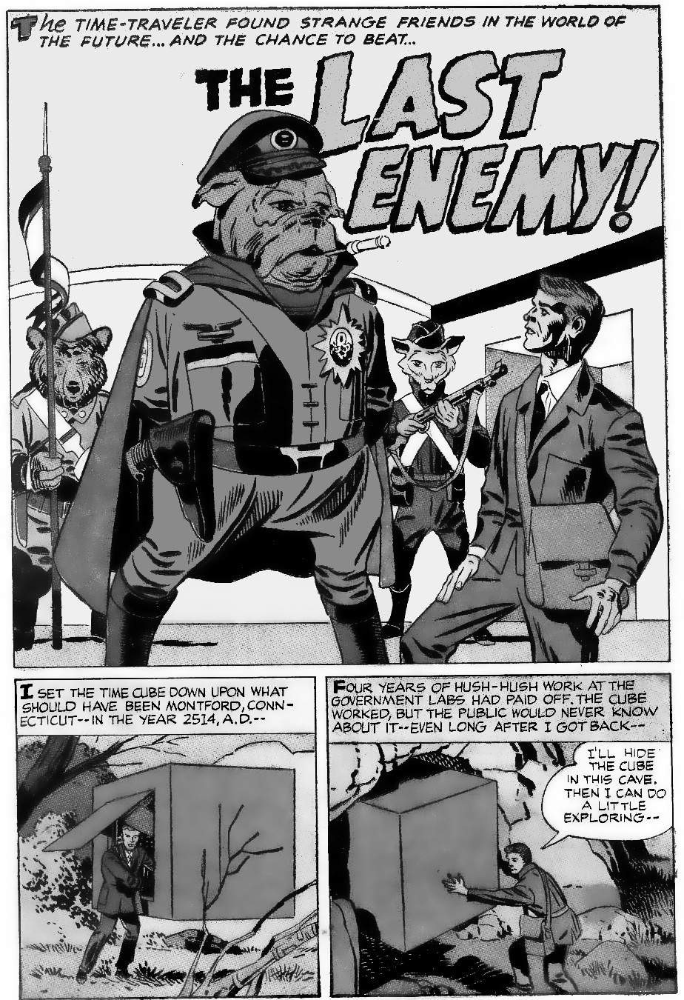 The TIME-TRAVELER FOUND STRANGE FRIENDS IN THE WORLD OF
THE FUTURE... AND THE CHANCE TO BEAT...
THE LAST
ENEMY!
I SET THE TIME CUBE DOWN UPON WHAT
SHOULD HAVE BEEN MONTFORD, CONN-
ECTICUT--IN THE YEAR 2514, A.D.--
FOUR YEARS OF HUSH-HUSH WORK AT THE
GOVERNMENT LABS HAD PAID OFF. THE CUBE
WORKED, BUT THE PUBLIC WOULD NEVER KNOW
ABOUT IT--EVEN LONG AFTER I GOT BACK--
I'LL HIDE
THE CUBE
IN THIS CAVE.
THEN I CAN DO
A LITTLE
EXPLORING--